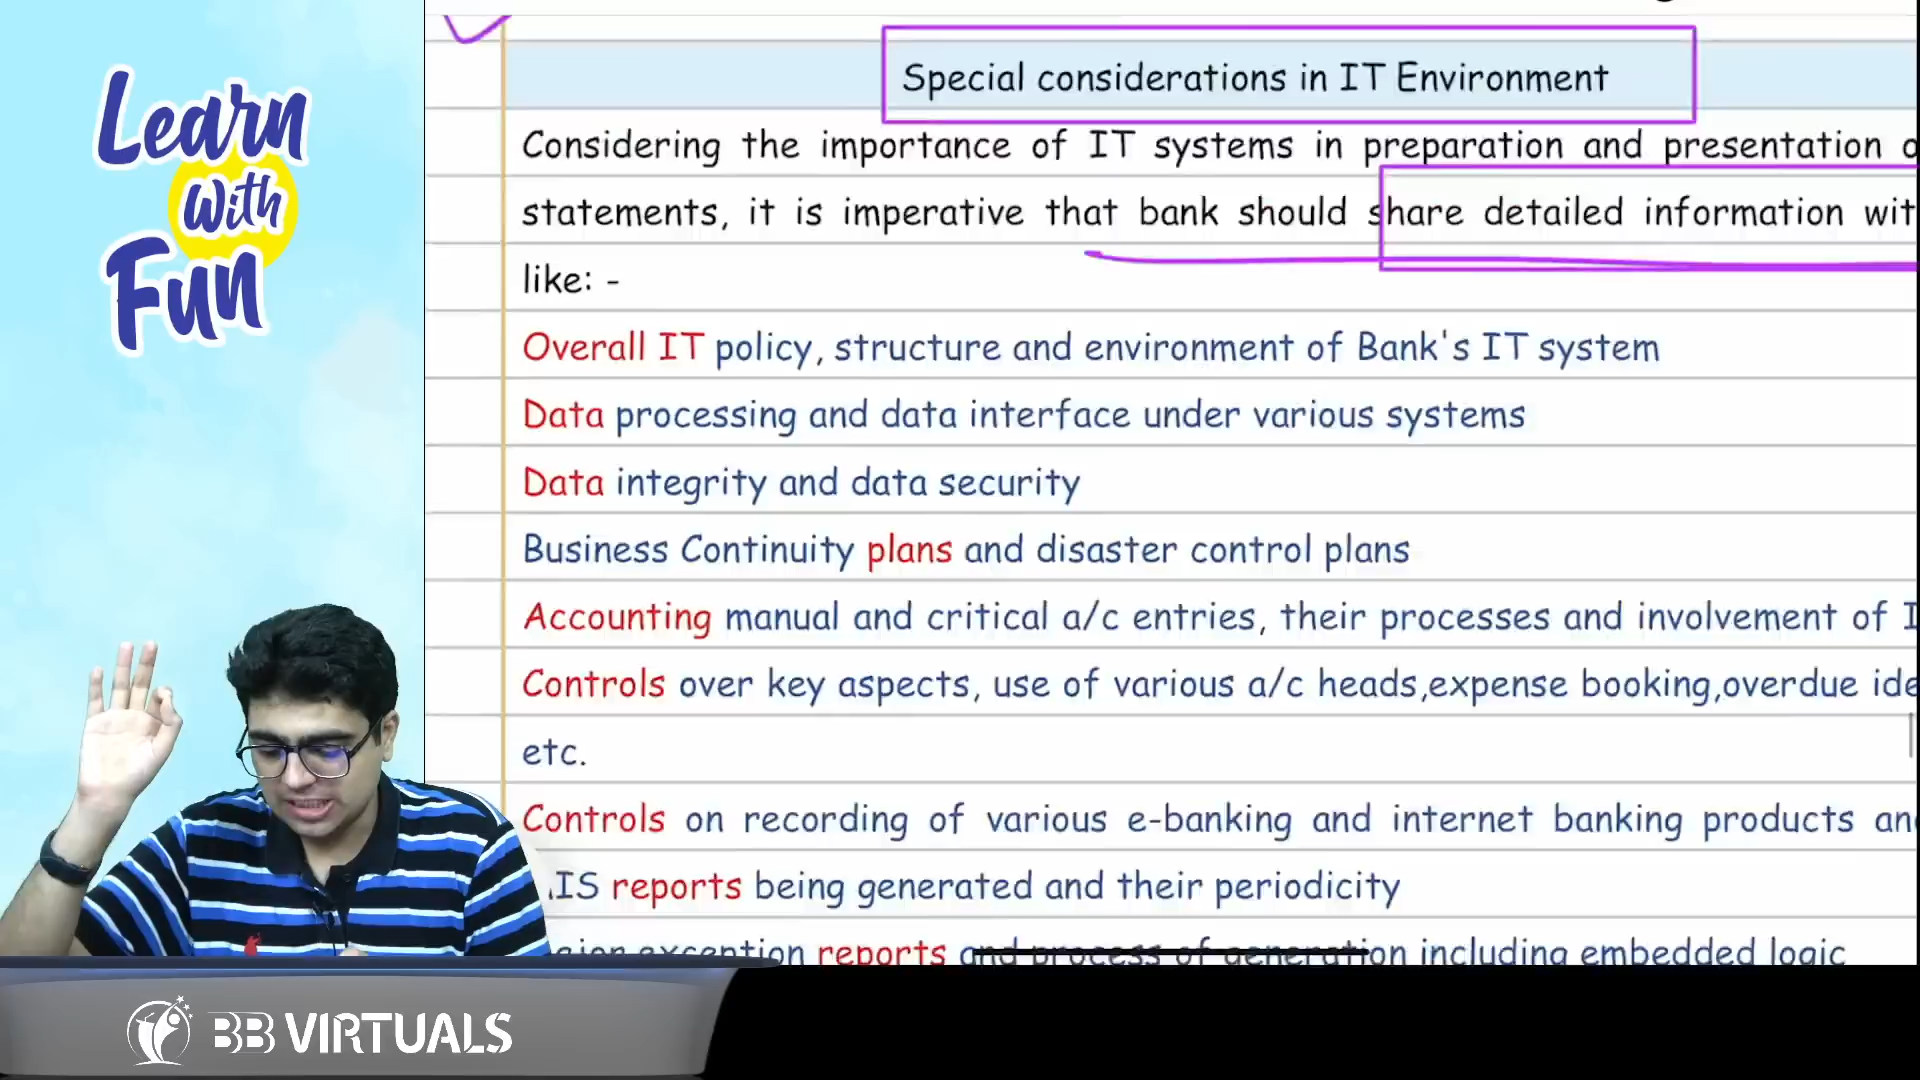 Learn
with
Fun
Special considerations in IT Environment
Considering the importance of IT systems in preparation and presentation
statements, it is imperative that bank should share detailed information
like: -
Overall IT policy, structure and environment of Bank's IT system
Data processing and data interface under various systems
Data integrity and data security
Business Continuity plans and disaster control plans
Accounting manual and critical a/c entries, their processes and involvement of
Controls over key aspects, use of various a/c heads,expense booking,overdue
etc.
Controls on recording of various e-banking and internet banking products
reports being generated and their periodicity
exception reports and process of generation including embedded logic
BB VIRTUALS